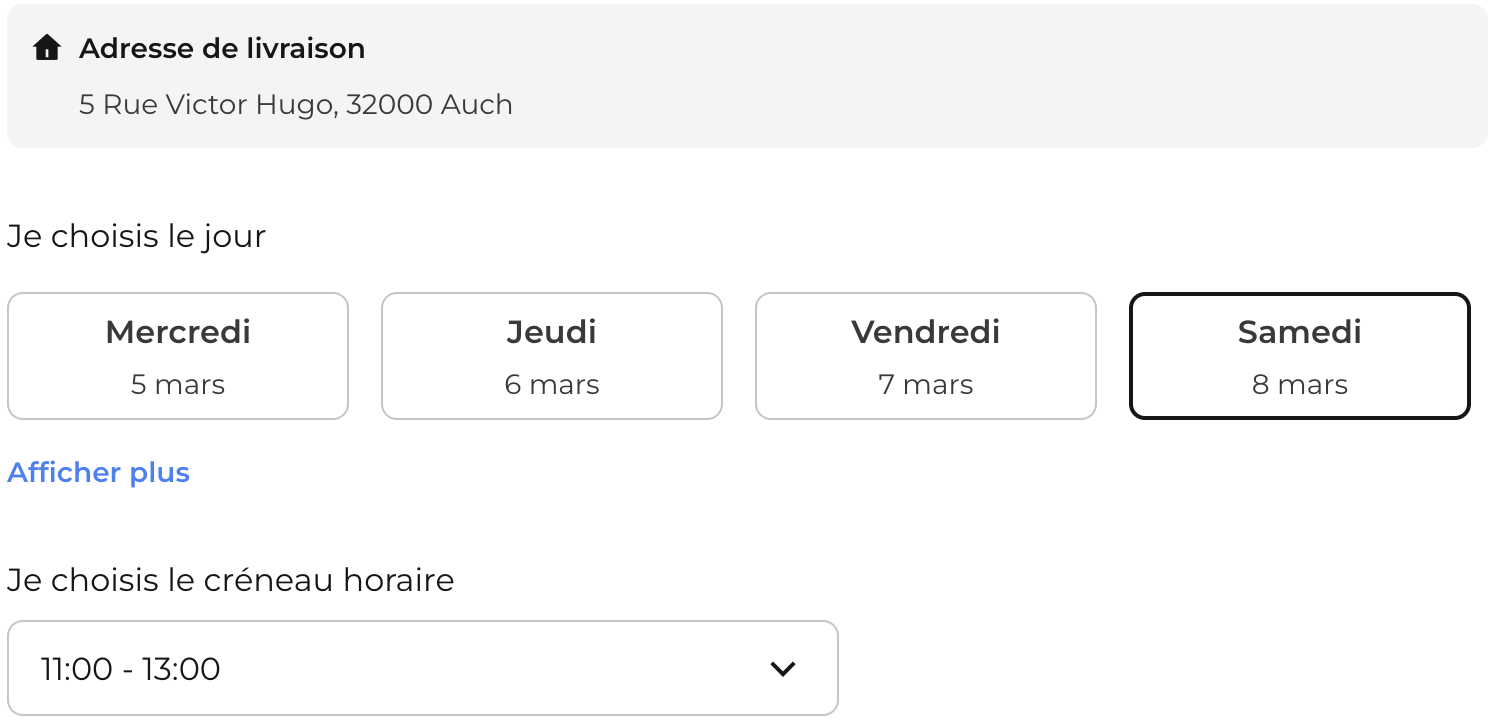 Adresse de livraison
5 Rue Victor Hugo, 32000 Auch
Je choisis le jour
Mercredi
5 mars
Jeudi
6 mars
Vendredi
7 mars
Samedi
8 mars
Afficher plus
Je choisis le créneau horaire
11:00 - 13:00